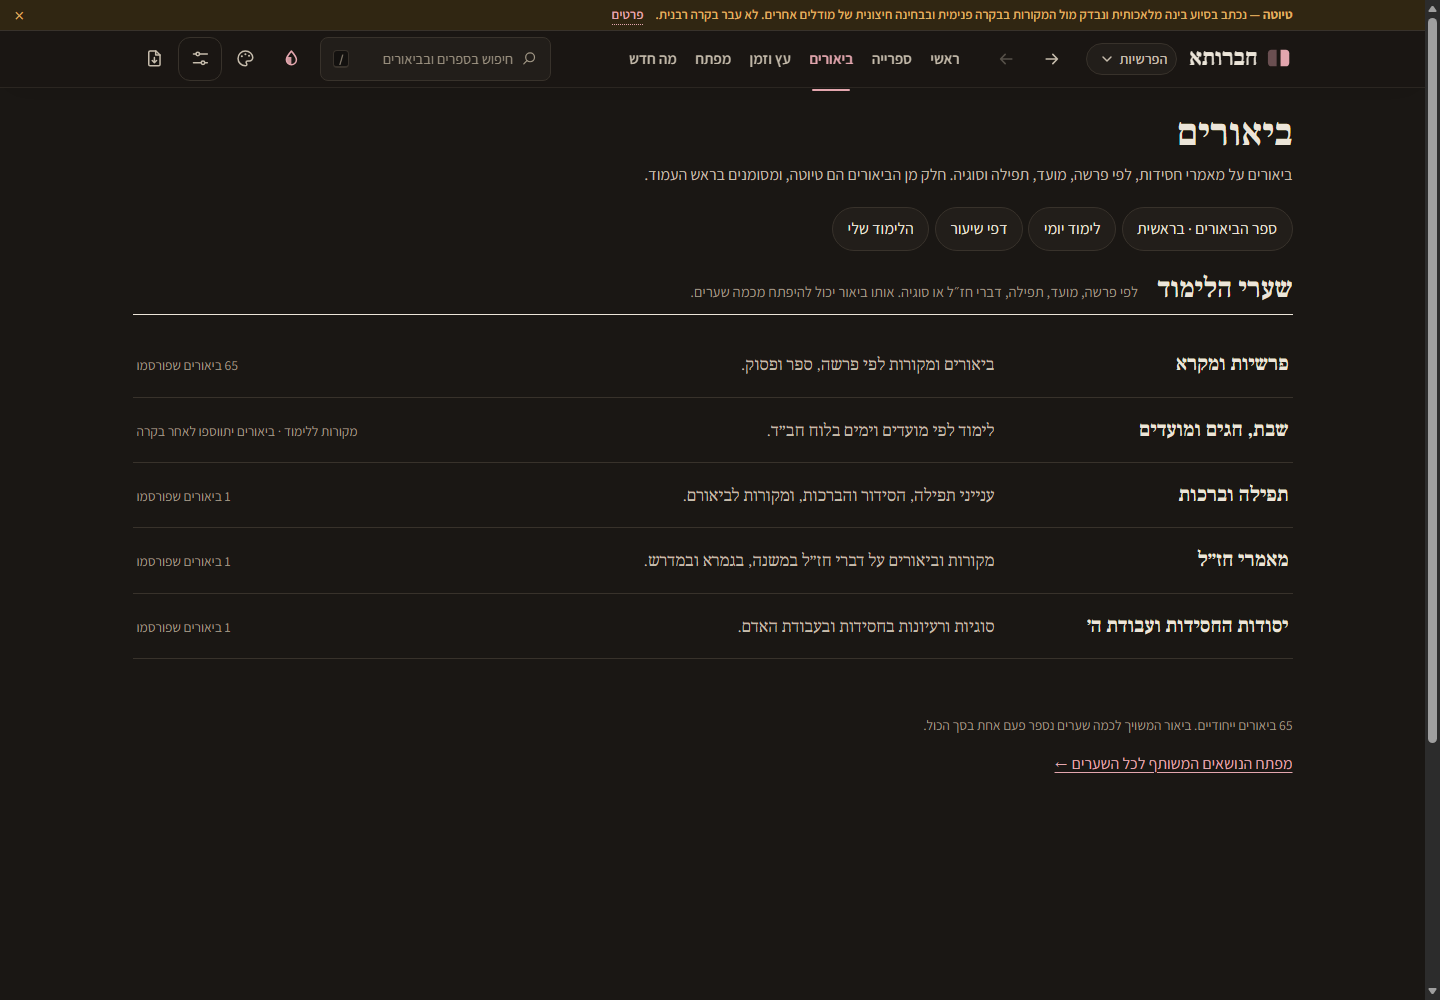 טיוטה — נכתב בסיוע בינה מלאכותית ונבדק מול המקורות בבקרה פנימית ובבחינה חיצונית של מודלים אחרים. לא עבר בקרה רבנית. פרטים ×
חברותא הפרשיות → ← ראשי ספרייה ביאורים עץ וזמן מפתח מה חדש חיפוש בספרים ובביאורים /
ביאורים
ביאורים על מאמרי חסידות, לפי פרשה, מועד, תפילה וסוגיה. חלק מן הביאורים הם טיוטה, ומסומנים בראש העמוד.
ספר הביאורים · בראשית לימוד יומי דפי שיעור הלימוד שלי
שערי הלימוד לפי פרשה, מועד, תפילה, דברי חז״ל או סוגיה. אותו ביאור יכול להיפתח מכמה שערים.
פרשיות ומקרא ביאורים ומקורות לפי פרשה, ספר ופסוק. 65 ביאורים שפורסמו
שבת, חגים ומועדים לימוד לפי מועדים וימים בלוח חב״ד. מקורות ללימוד · ביאורים יתווספו לאחר בקרה
תפילה וברכות ענייני תפילה, הסידור והברכות, ומקורות לביאורם. 1 ביאורים שפורסמו
מאמרי חז״ל מקורות וביאורים על דברי חז״ל במשנה, בגמרא ובמדרש. 1 ביאורים שפורסמו
יסודות החסידות ועבודת ה׳ סוגיות ורעיונות בחסידות ובעבודת האדם. 1 ביאורים שפורסמו
65 ביאורים ייחודיים. ביאור המשויך לכמה שערים נספר פעם אחת בסך הכול.
מפתח הנושאים המשותף לכל השערים ←